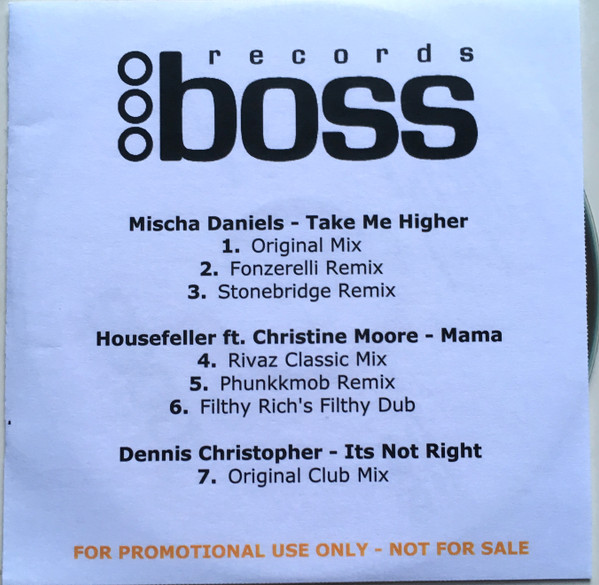 records
boss
Mischa Daniels - Take Me Higher
1. Original Mix
2. Fonzerelli Remix
3. Stonebridge Remix
Housefeller ft. Christine Moore - Mama
4. Rivaz Classic Mix
5. Phunkkmob Remix
6. Filthy Rich's Filthy Dub
Dennis Christopher - Its Not Right
7. Original Club Mix
FOR PROMOTIONAL USE ONLY - NOT FOR SALE